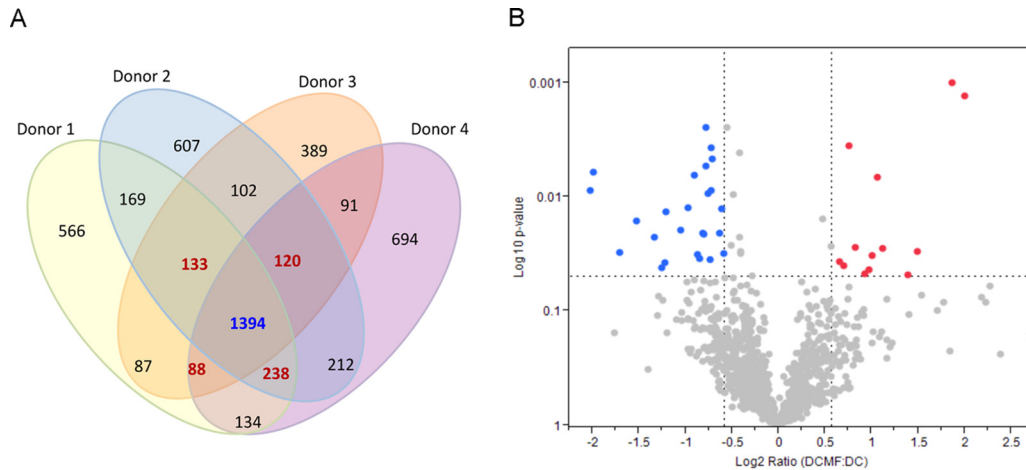 A
Donor 1
Donor 2
Donor 3
Donor 4
607
389
169
102
91
566
694
133
120
1394
87
88
238
212
134
B
Log 10 p-value
0.001
0.01
0.1
1
-2 -1.5 -1 -0.5 0 0.5 1 1.5 2 2.5
Log2 Ratio (DCMF:DC)